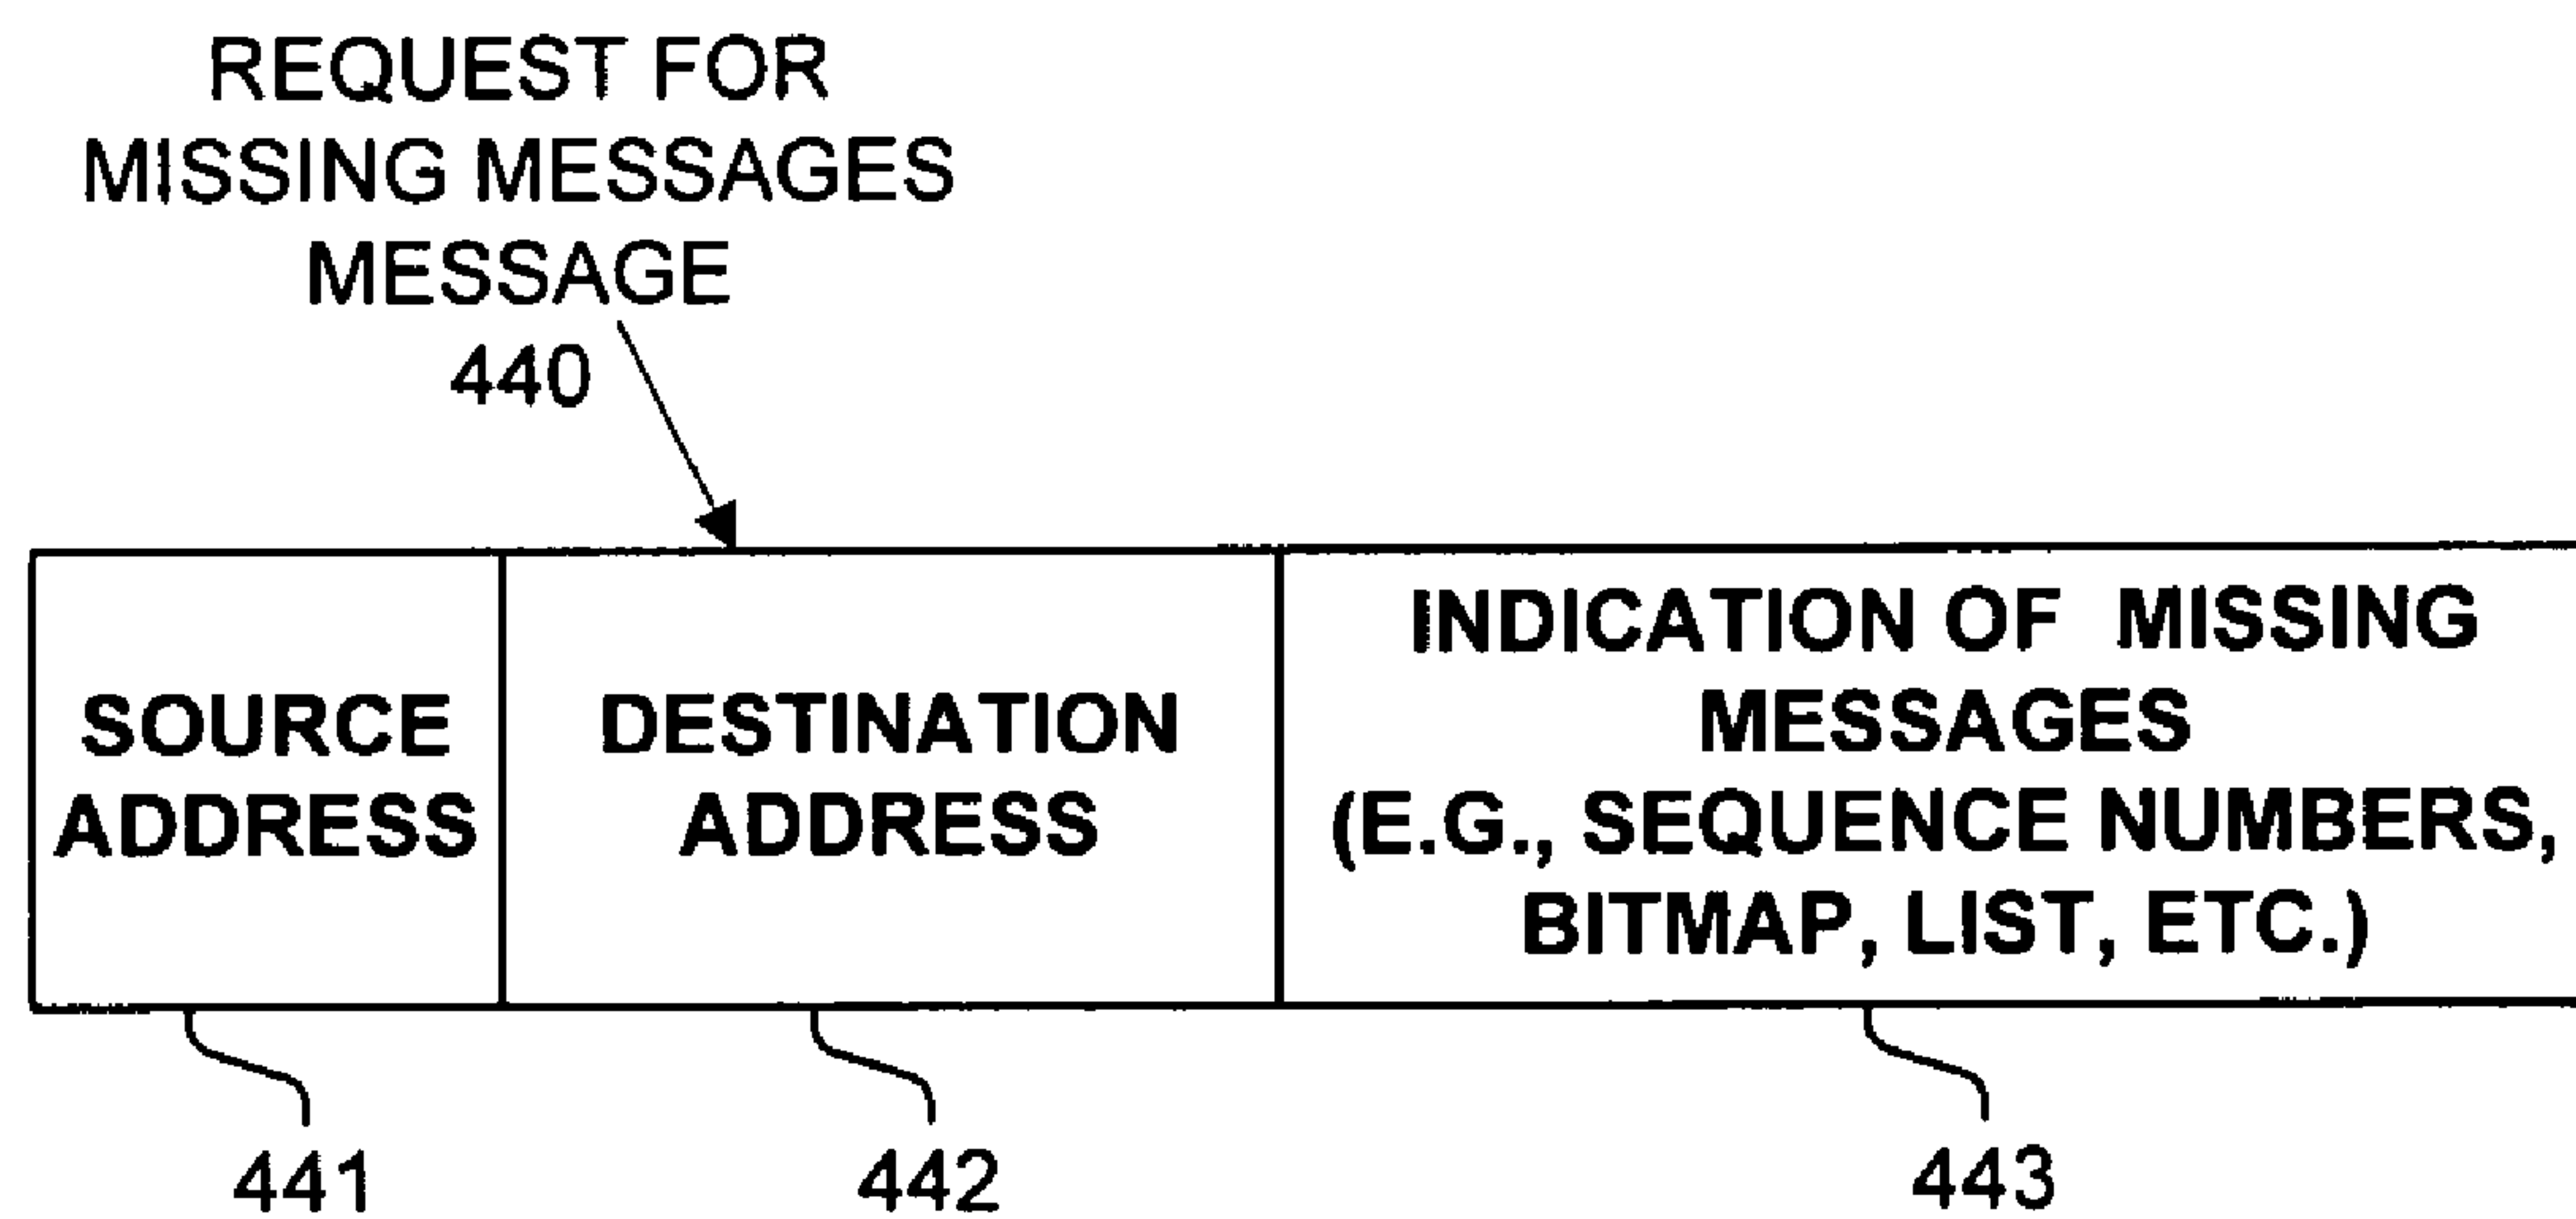 REQUEST FOR
MISSING MESSAGES
MESSAGE
440
SOURCE
ADDRESS
DESTINATION
ADDRESS
INDICATION OF MISSING
MESSAGES
(E.G., SEQUENCE NUMBERS,
BITMAP, LIST, ETC.)
441
442
443